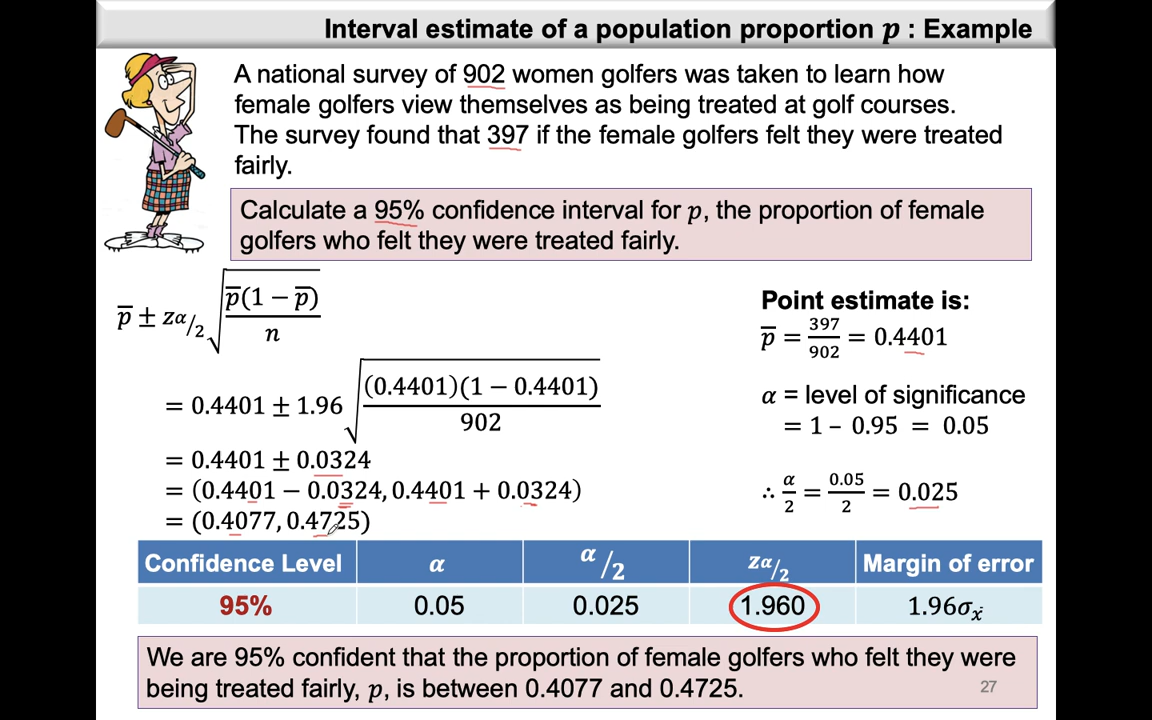 Interval estimate of a population proportion p : Example
A national survey of 902 women golfers was taken to learn how
female golfers view themselves as being treated at golf courses.
The survey found that 397 if the female golfers felt they were treated
fairly.
Calculate a 95% confidence interval for p, the proportion of female
golfers who felt they were treated fairly.
p̅ ± zα/2 √(p̅(1 − p̅)/n)
= 0.4401 ± 1.96 √((0.4401)(1 − 0.4401)/902)
= 0.4401 ± 0.0324
= (0.4401 − 0.0324, 0.4401 + 0.0324)
= (0.4077, 0.4725)
Point estimate is:
p̅ = 397/902 = 0.4401
α = level of significance
= 1 – 0.95 = 0.05
∴ α/2 = 0.05/2 = 0.025
Confidence Level α α/2 zα/2 Margin of error
95% 0.05 0.025 1.960 1.96σx̄
We are 95% confident that the proportion of female golfers who felt they were
being treated fairly, p, is between 0.4077 and 0.4725.
27